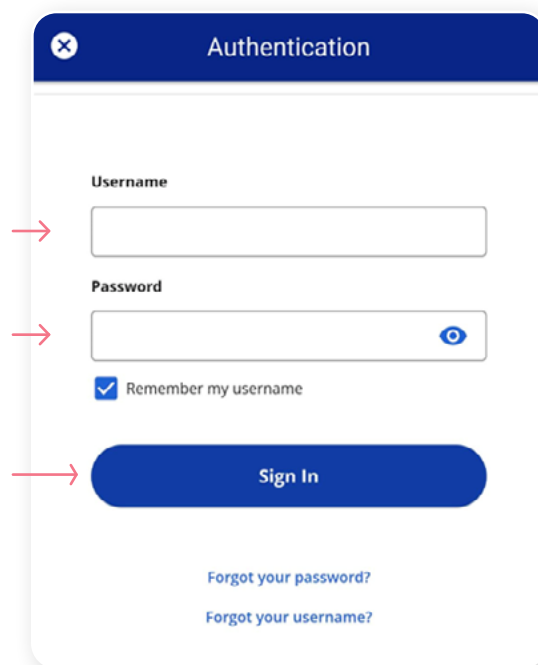 Authentication
Username
Password
Remember my username
Sign In
Forgot your password?
Forgot your username?